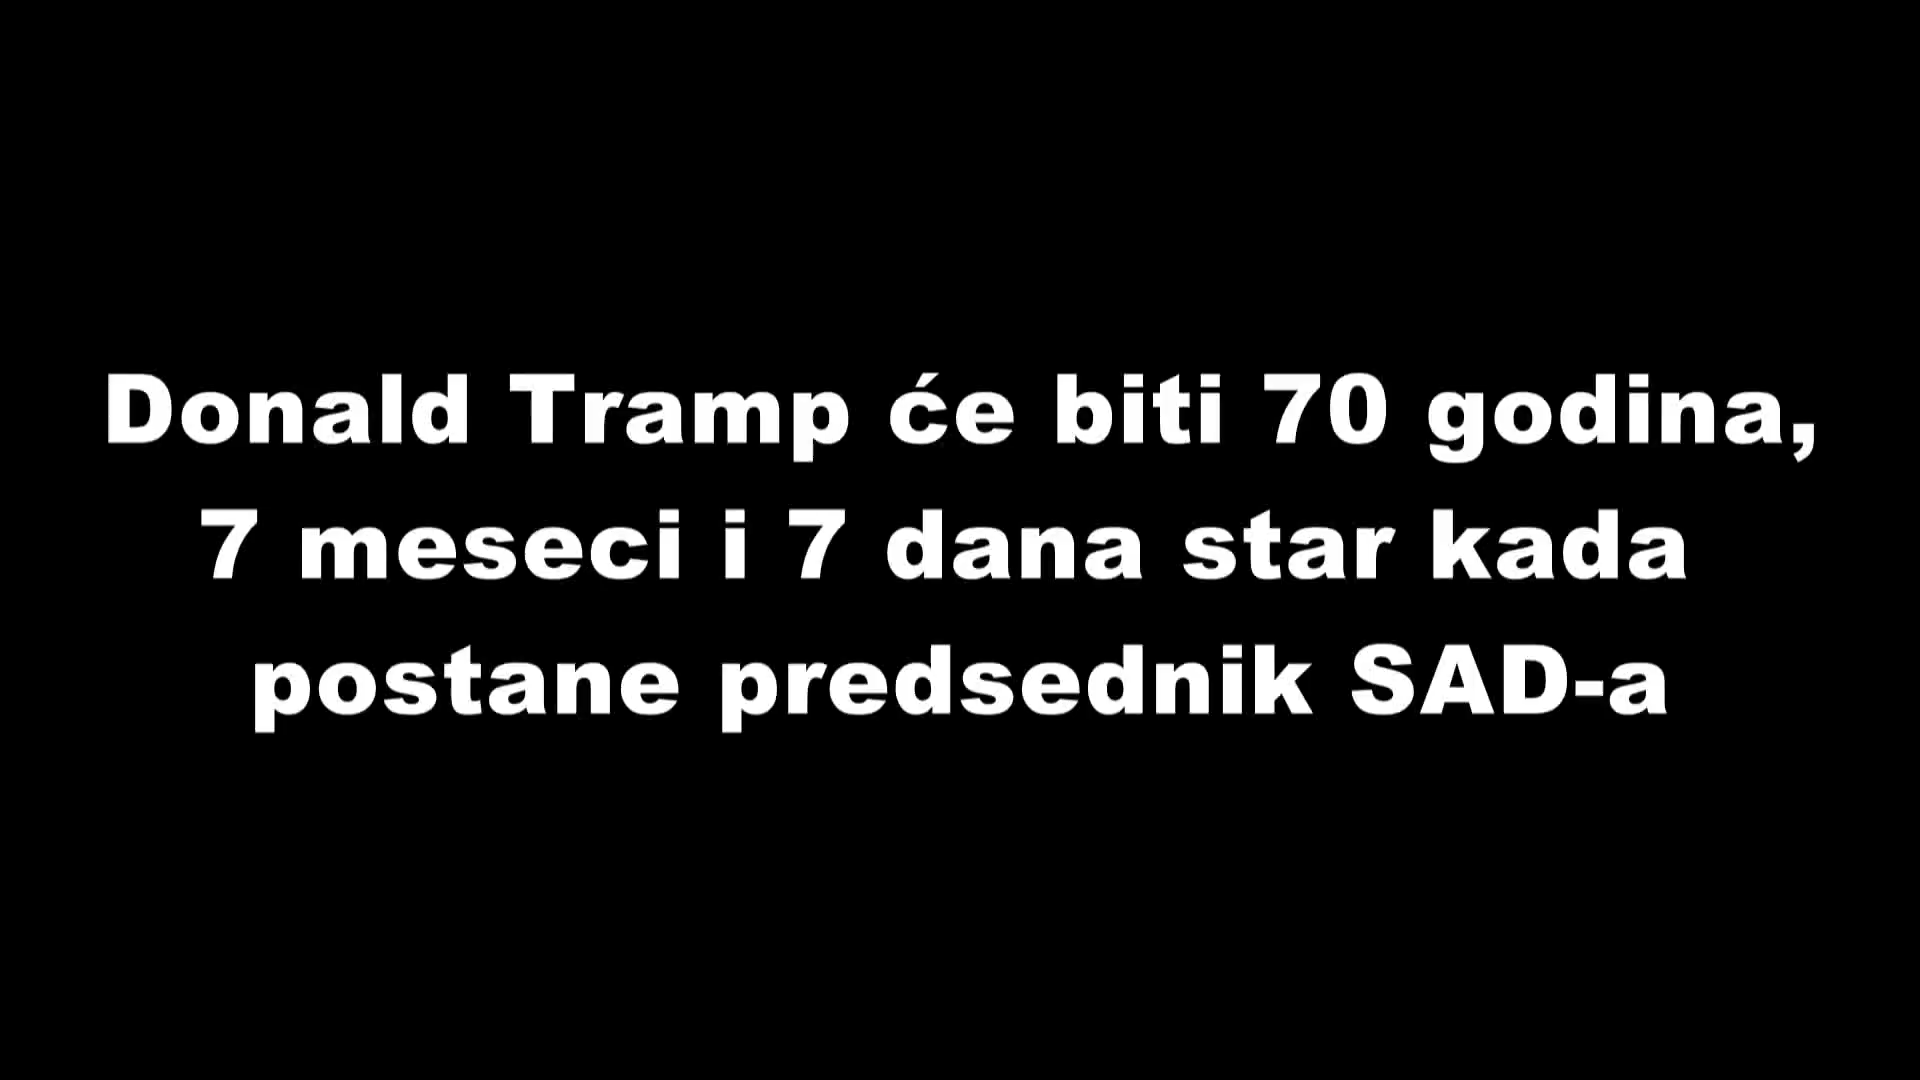 Donald Tramp će biti 70 godina,
7 meseci i 7 dana star kada
postane predsednik SAD-a